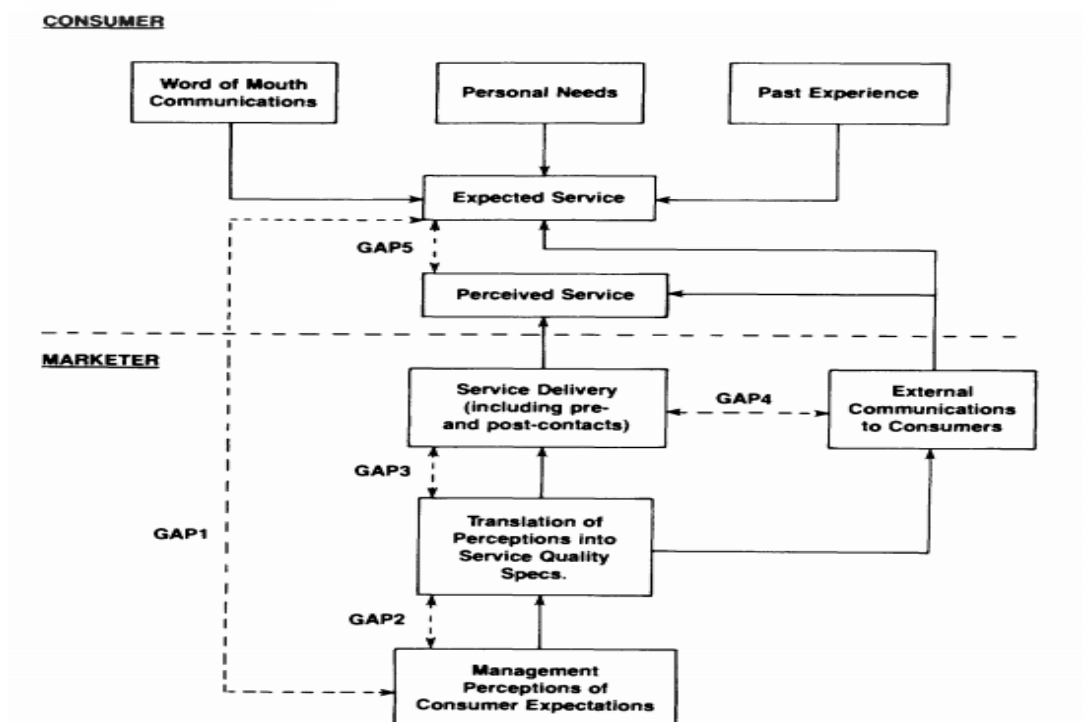 CONSUMER
Word of Mouth
Communications
Personal Needs
Past Experience
Expected Service
GAP5
Perceived Service
MARKETER
Service Delivery
(including pre-
and post-contacts)
GAP4
External
Communications
to Consumers
GAP3
GAP1
Translation of
Perceptions into
Service Quality
Specs.
GAP2
Management
Perceptions of
Consumer Expectations